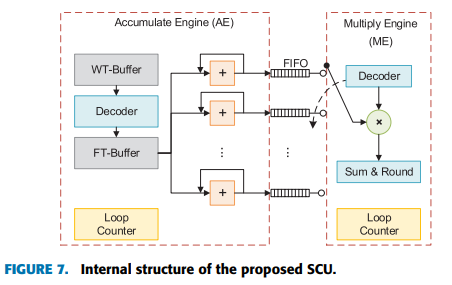 Accumulate Engine (AE)
Multiply Engine
(ME)
WT-Buffer
Decoder
FT-Buffer
Loop
Counter
+
+
⋮
+
FIFO
⋮
Decoder
×
Sum & Round
Loop
Counter
FIGURE 7. Internal structure of the proposed SCU.